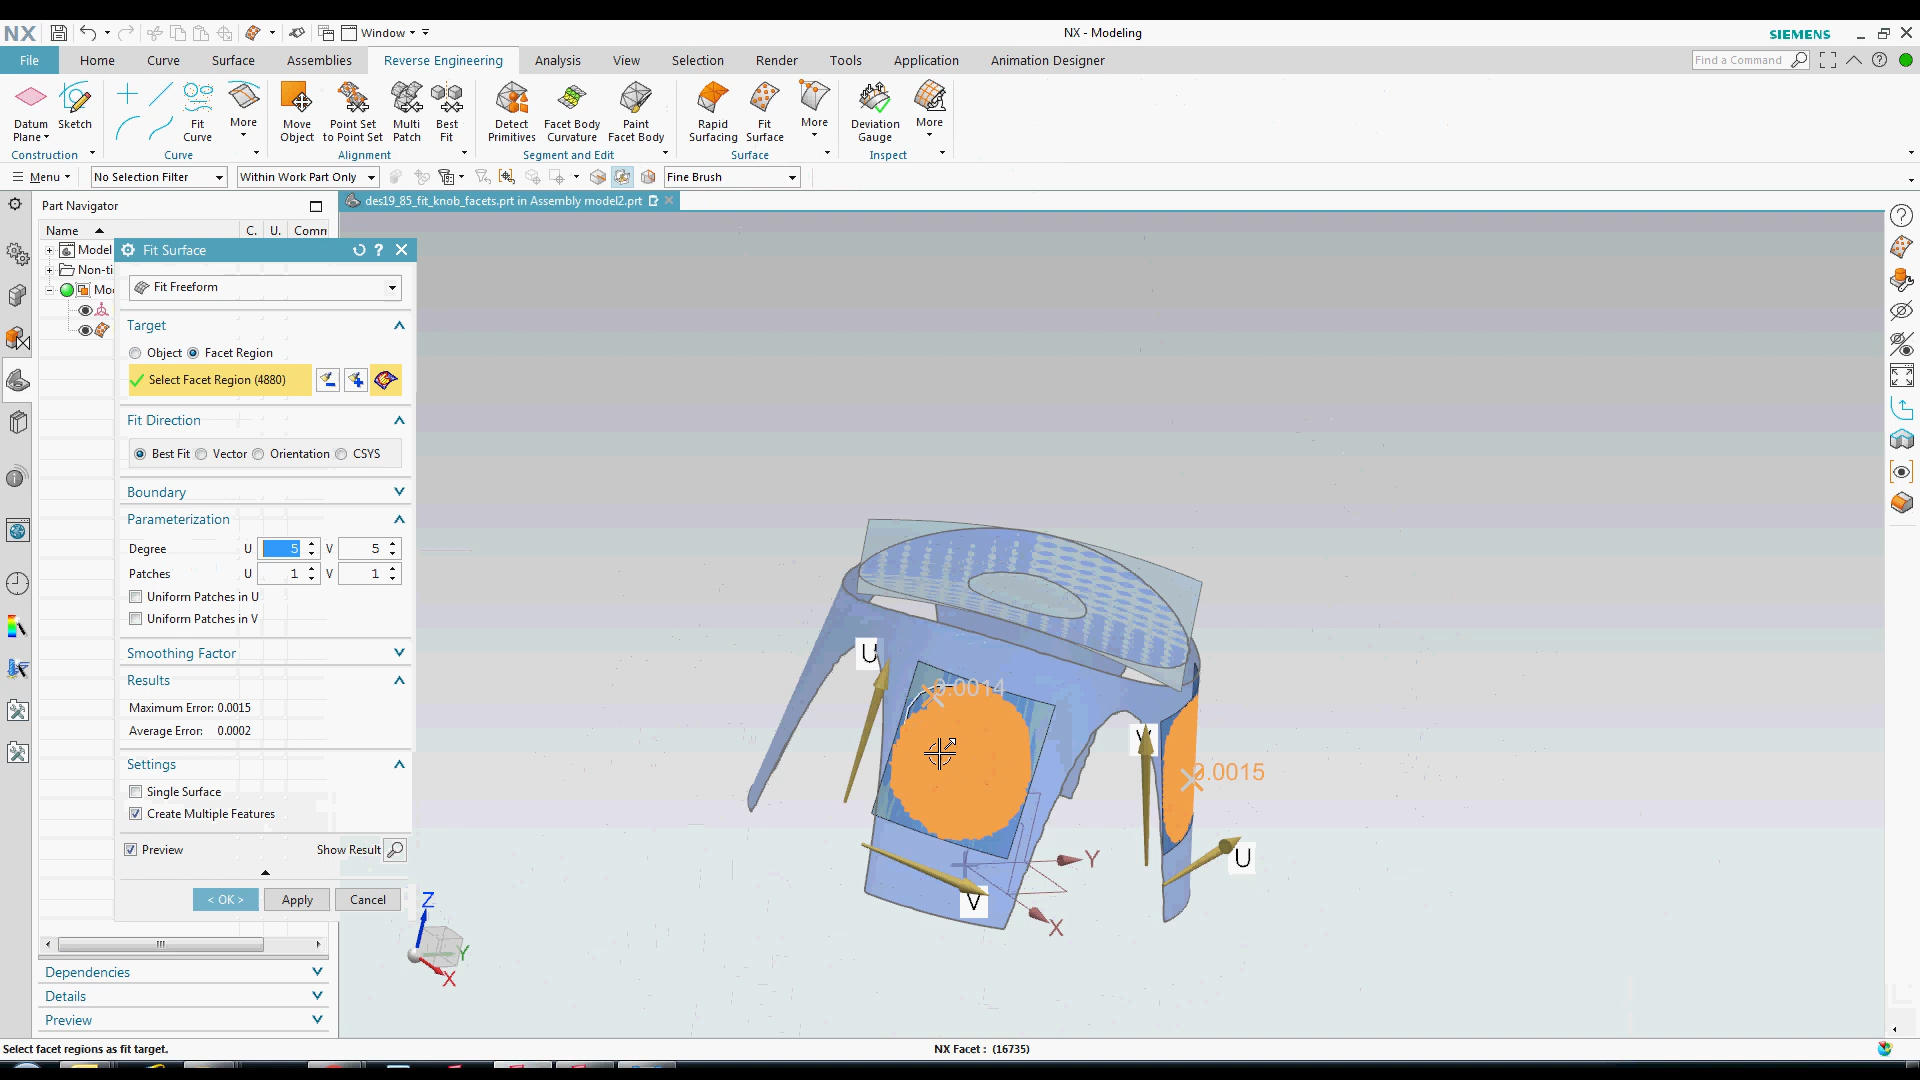 NX
Window
NX - Modeling
SIEMENS
File
Home
Curve
Surface
Assemblies
Reverse Engineering
Analysis
View
Selection
Render
Tools
Application
Animation Designer
Find a Command
Datum Plane
Sketch
Fit Curve
More
Move Object
Point Set to Point Set
Multi Patch
Best Fit
Detect Primitives
Facet Body Curvature
Paint Facet Body
Rapid Surfacing
Fit Surface
More
Deviation Gauge
More
Construction
Curve
Alignment
Segment and Edit
Surface
Inspect
Menu
No Selection Filter
Within Work Part Only
Fine Brush
Part Navigator
des19_85_fit_knob_facets.prt in Assembly model2.prt
Name
C.
U.
Comn
Model
Non-ti
Mo
Fit Surface
Fit Freeform
Target
Object
Facet Region
Select Facet Region (4880)
Fit Direction
Best Fit
Vector
Orientation
CSYS
Boundary
Parameterization
Degree U 5 V 5
Patches U 1 V 1
Uniform Patches in U
Uniform Patches in V
Smoothing Factor
Results
Maximum Error: 0.0015
Average Error: 0.0002
Settings
Single Surface
Create Multiple Features
Preview
Show Result
< OK >
Apply
Cancel
U
0.0014
V
0.0015
U
Y
V
X
Z
Y
X
Dependencies
Details
Preview
Select facet regions as fit target.
NX Facet : (16735)